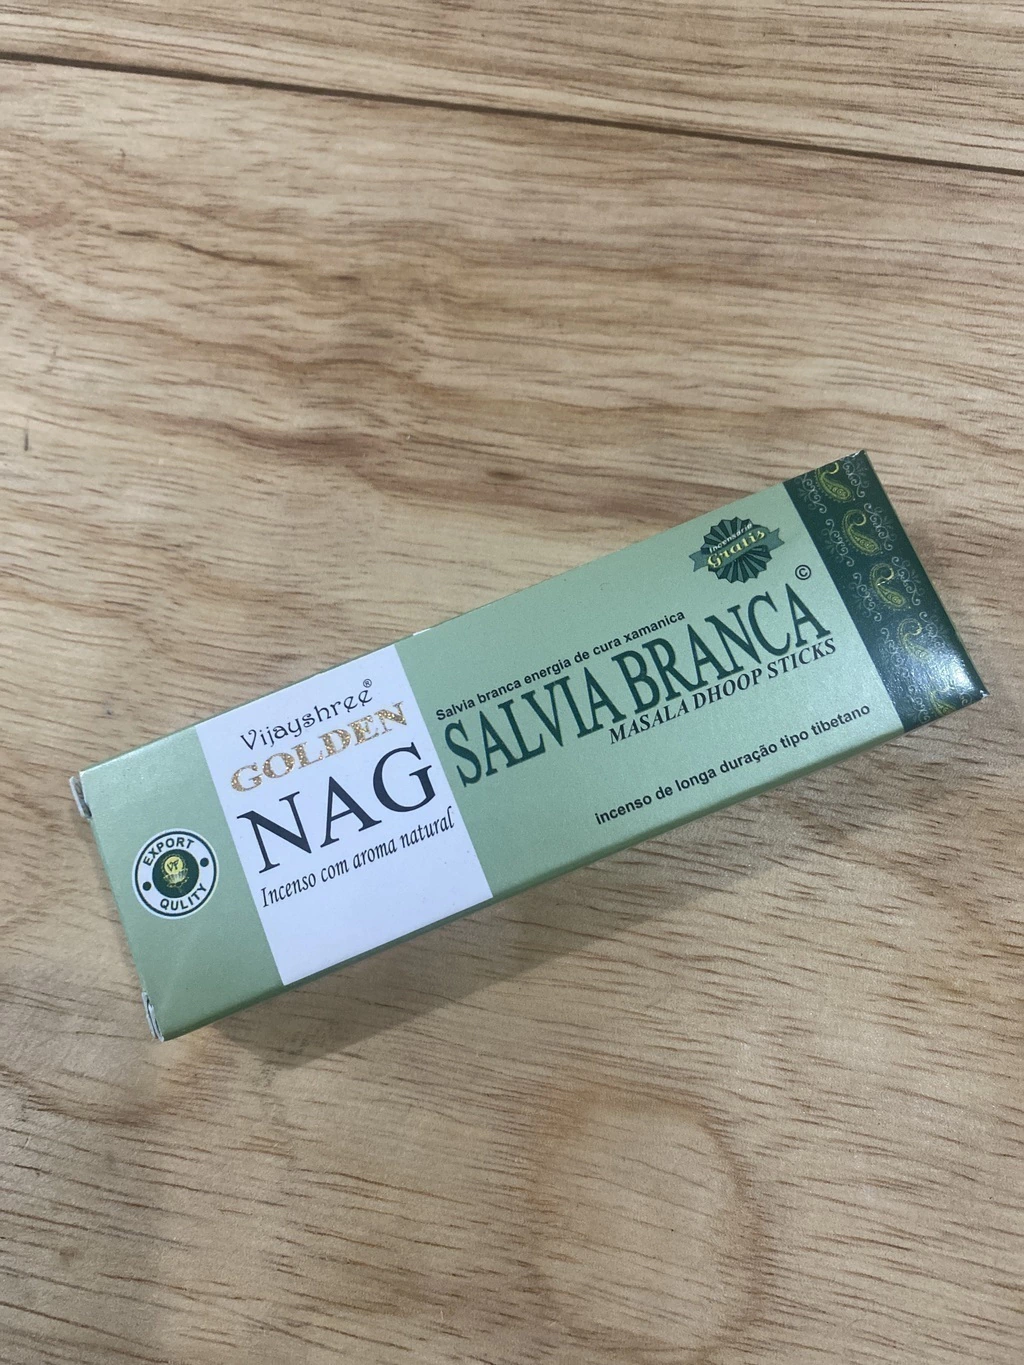 Vijayshree®
GOLDEN
NAG
Incenso com aroma natural
EXPORT
QULITY
Salvia branca energia de cura xamanica
SALVIA BRANCA ©
MASALA DHOOP STICKS
incenso de longa duração tipo tibetano
Incensário
Gratis